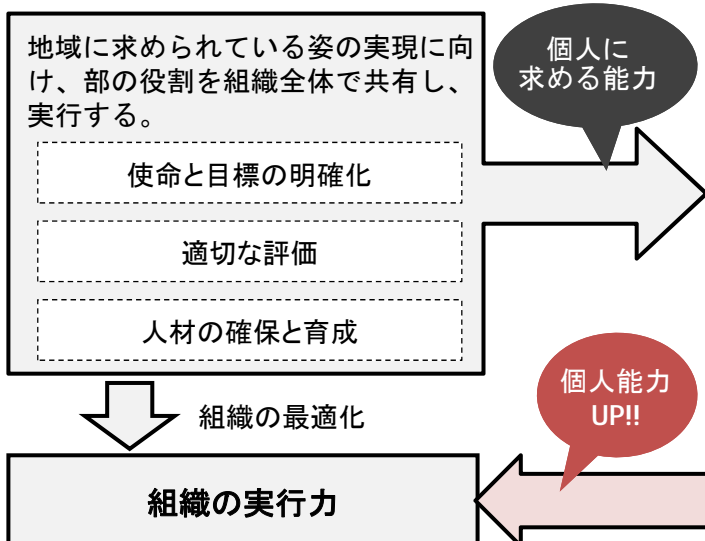 地域に求められている姿の実現に向
け、部の役割を組織全体で共有し、
実行する。
使命と目標の明確化
適切な評価
人材の確保と育成
個人に
求める能力
組織の最適化
個人能力
UP!!
組織の実行力